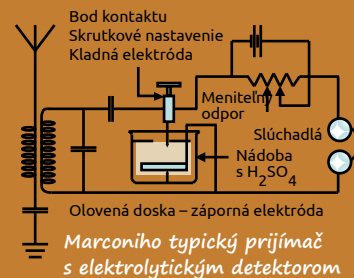 Bod kontaktu
Skrutkové nastavenie
Kladná elektróda
Meniteľný
odpor
Slúchadlá
Nádoba
s H₂SO₄
Olovená doska – záporná elektróda
Marconiho typický prijímač
s elektrolytickým detektorom